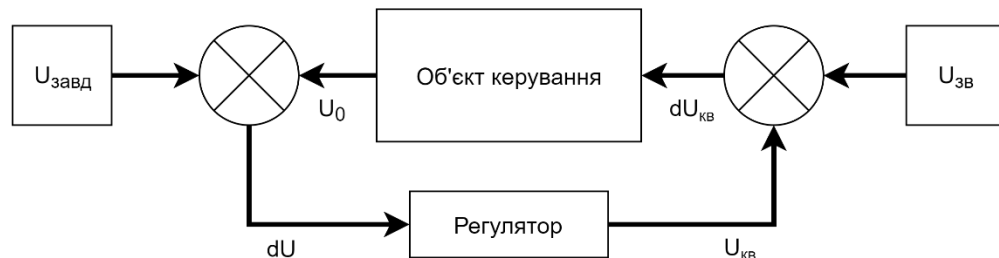 Uзавд
U0
Об'єкт керування
dUкв
Uзв
dU
Регулятор
Uкв